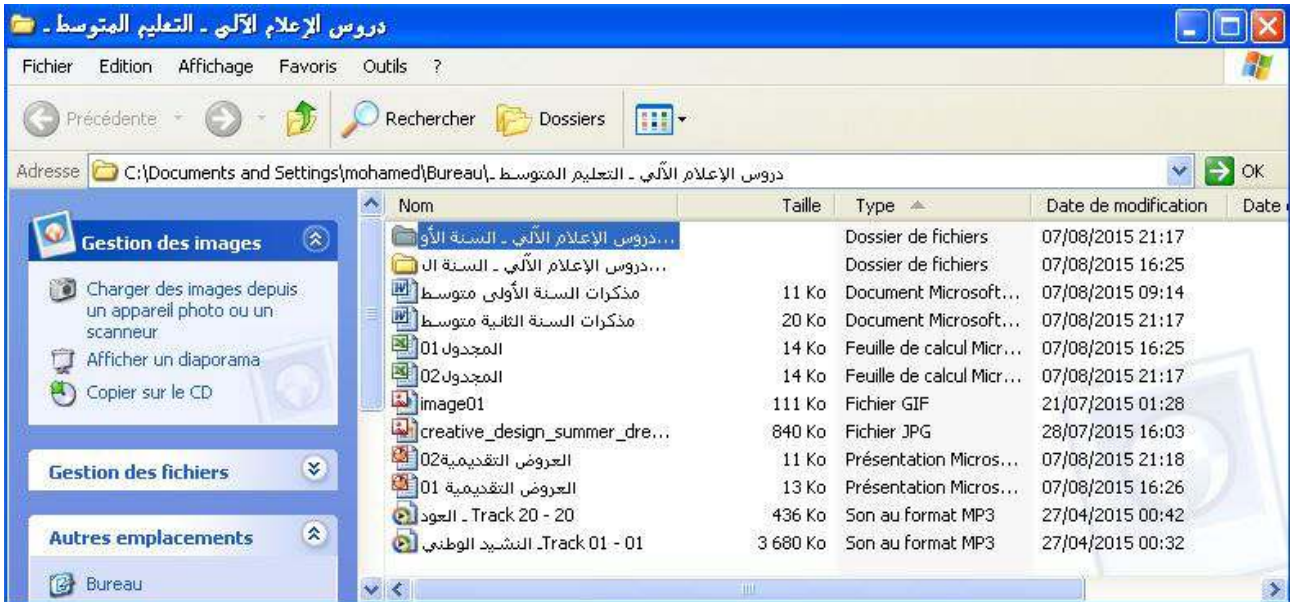 دروس الإعلام الآلي ـ التعليم المتوسط ـ
Fichier Edition Affichage Favoris Outils ?
Précédente Rechercher Dossiers
Adresse C:\Documents and Settings\mohamed\Bureau\دروس الإعلام الآلي ـ التعليم المتوسط ـ OK
Nom Taille Type Date de modification Date
دروس الإعلام الآلي ـ السنة الأو... Dossier de fichiers 07/08/2015 21:17
دروس الإعلام الآلي ـ السنة ال... Dossier de fichiers 07/08/2015 16:25
مذكرات السنة الأولى متوسط 11 Ko Document Microsoft... 07/08/2015 09:14
مذكرات السنة الثانية متوسط 20 Ko Document Microsoft... 07/08/2015 21:17
المجدول01 14 Ko Feuille de calcul Micr... 07/08/2015 16:25
المجدول02 14 Ko Feuille de calcul Micr... 07/08/2015 21:17
image01 111 Ko Fichier GIF 21/07/2015 01:28
creative_design_summer_dre... 840 Ko Fichier JPG 28/07/2015 16:03
العروض التقديمية02 11 Ko Présentation Micros... 07/08/2015 21:18
العروض التقديمية 01 13 Ko Présentation Micros... 07/08/2015 16:26
20 - Track 20 ـ العود 436 Ko Son au format MP3 27/04/2015 00:42
01 - Track 01ـ النشيد الوطني 3 680 Ko Son au format MP3 27/04/2015 00:32
Gestion des images
Charger des images depuis
un appareil photo ou un
scanneur
Afficher un diaporama
Copier sur le CD
Gestion des fichiers
Autres emplacements
Bureau